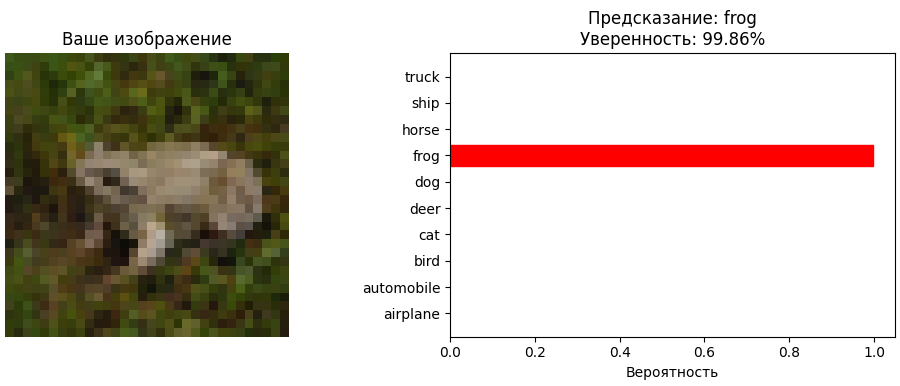 Ваше изображение
Предсказание: frog
Уверенность: 99.86%
truck
ship
horse
frog
dog
deer
cat
bird
automobile
airplane
0.0 0.2 0.4 0.6 0.8 1.0
Вероятность